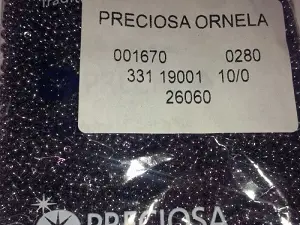 PRECIOSA ORNELA
001670 0280
331 19001 10/0
26060
PRECIOSA